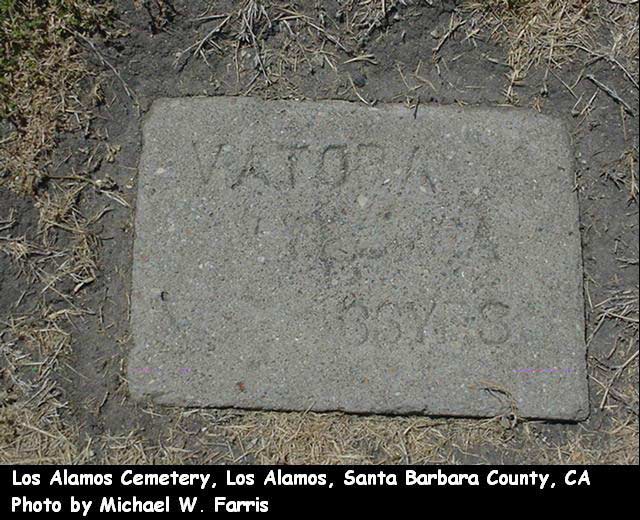 VATORA
Los Alamos Cemetery, Los Alamos, Santa Barbara County, CA
Photo by Michael W. Farris